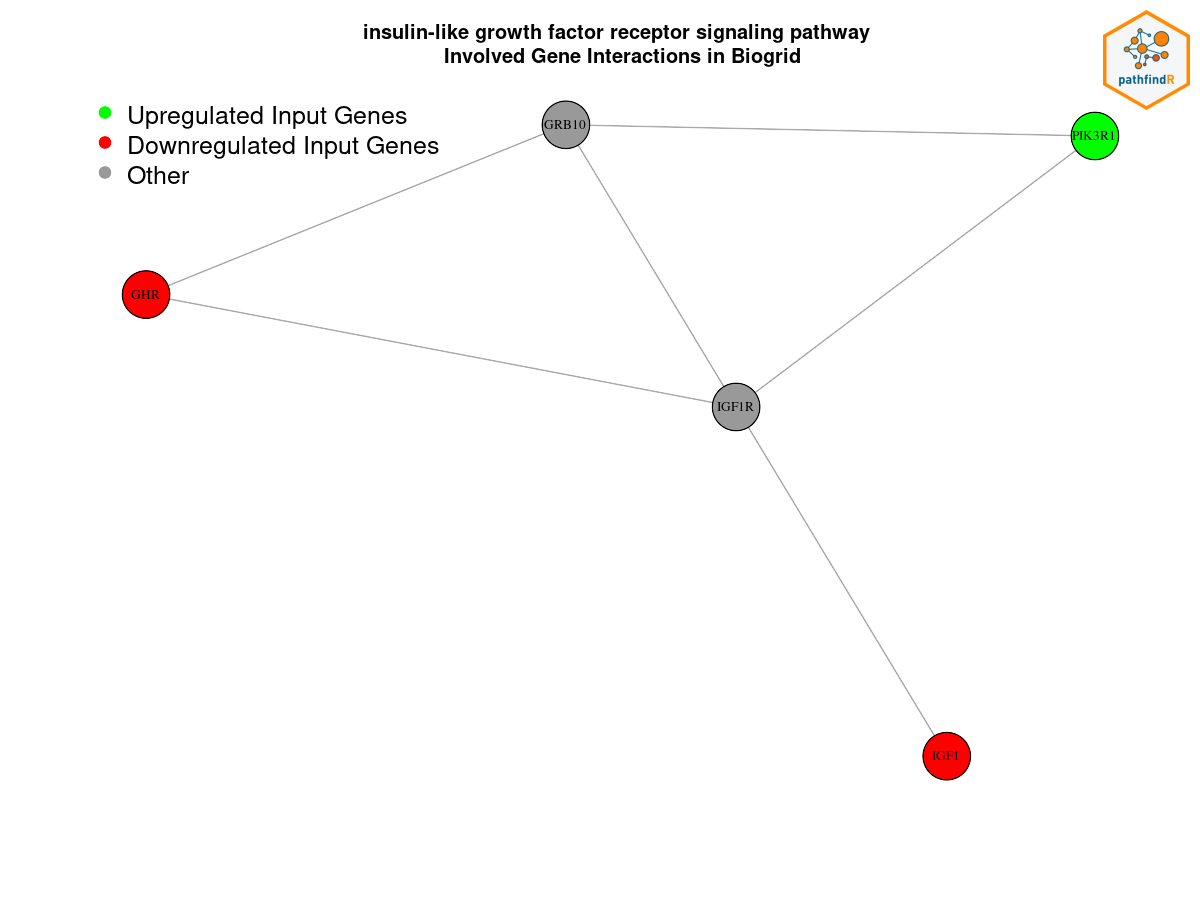 insulin-like growth factor receptor signaling pathway
Involved Gene Interactions in Biogrid
pathfindR
Upregulated Input Genes
Downregulated Input Genes
Other
GRB10
PIK3R1
GHR
IGF1R
IGF1